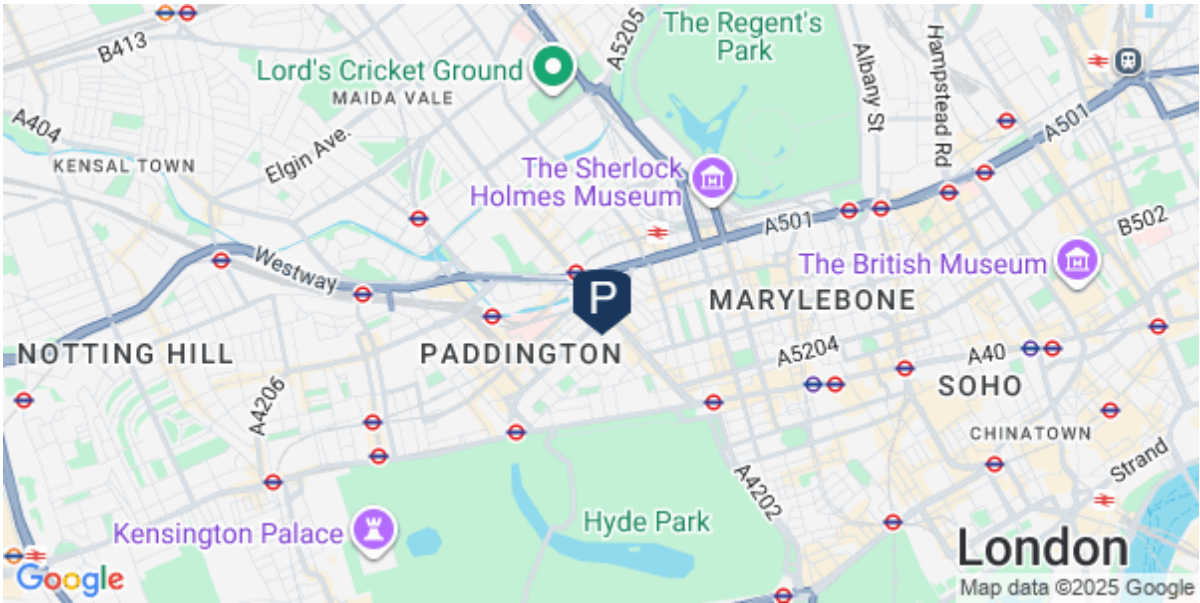 The Regent's
Park
B413
A5205
Lord's Cricket Ground
MAIDA VALE
Albany St
Hampstead Rd
A404
A501
Elgin Ave.
KENSAL TOWN
The Sherlock
Holmes Museum
A501
B502
Westway
The British Museum
P
MARYLEBONE
NOTTING HILL
PADDINGTON
A5204
A40
SOHO
A4206
CHINATOWN
Strand
A4202
Kensington Palace
Hyde Park
London
Google
Map data ©2025 Google